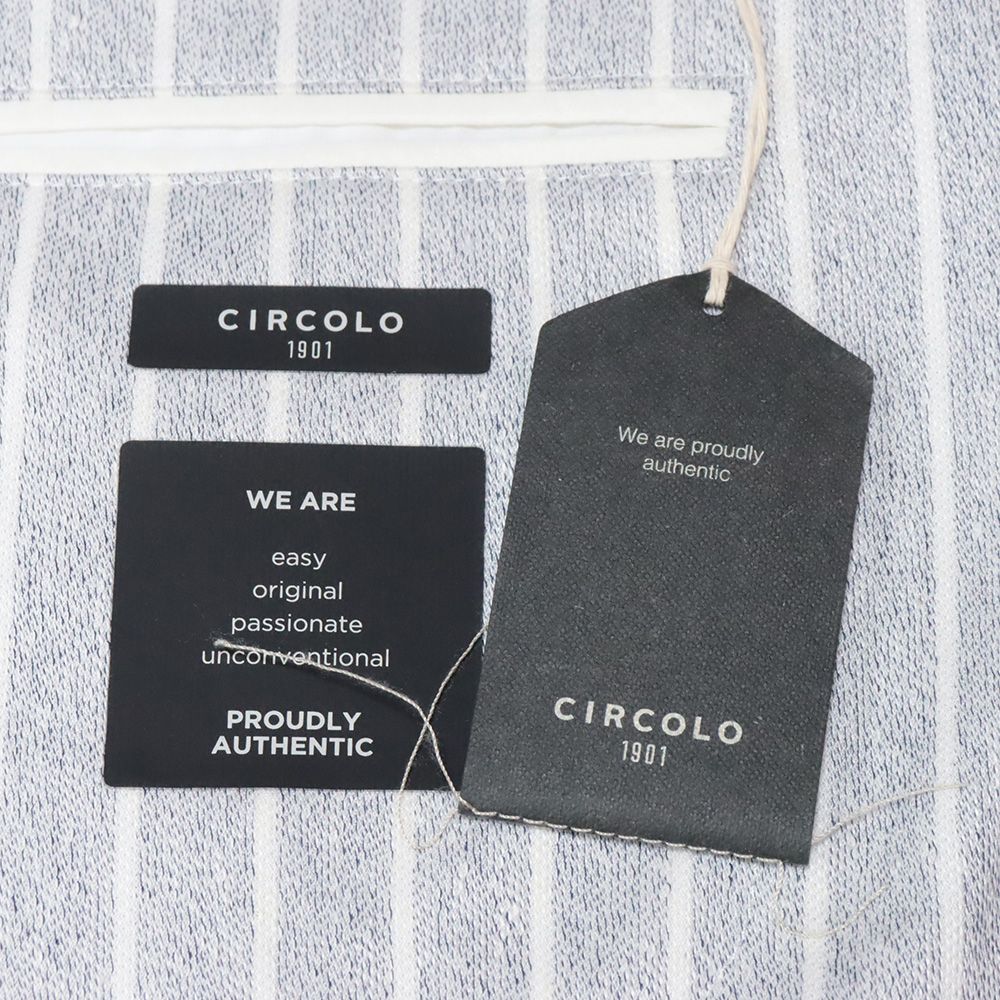 CIRCOLO
1901
WE ARE
easy
original
passionate
unconventional
PROUDLY
AUTHENTIC
We are proudly
authentic
CIRCOLO
1901